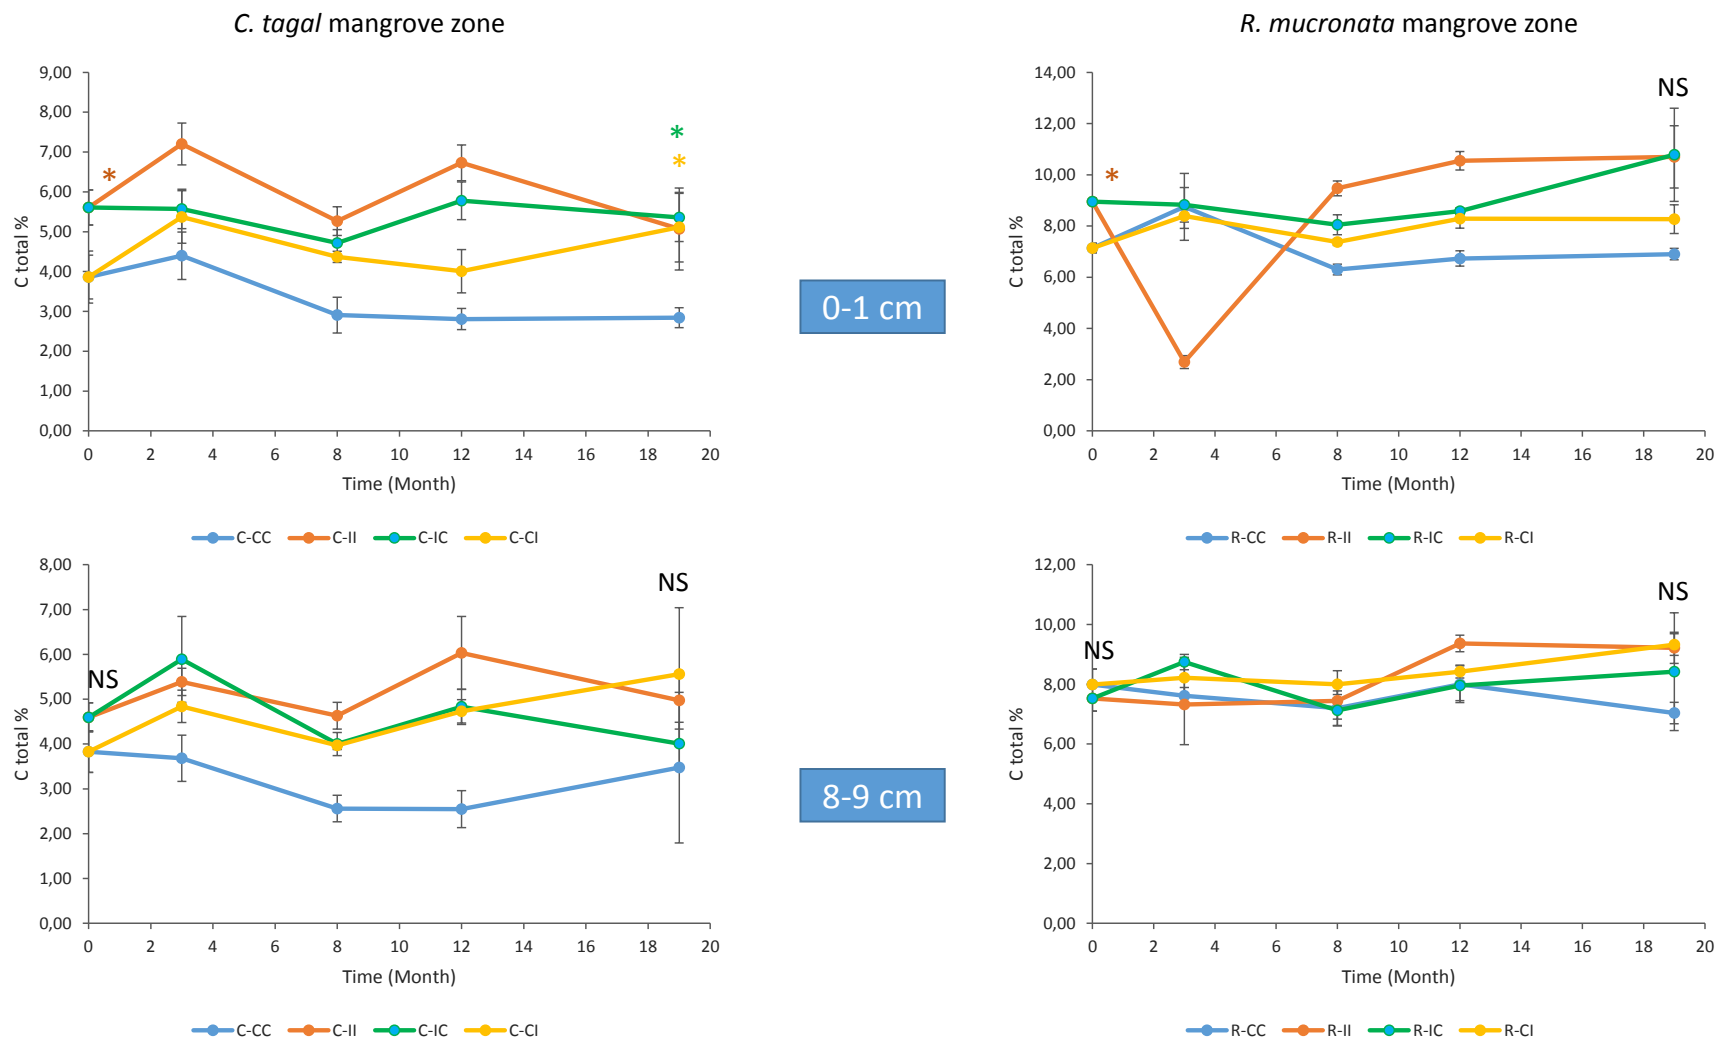 C. tagal mangrove zone
9,00
8,00
7,00
6,00
5,00
4,00
3,00
2,00
1,00
0,00
C total %
*
*
*
0 2 4 6 8 10 12 14 16 18 20
Time (Month)
C-CC C-II C-IC C-CI
R. mucronata mangrove zone
14,00
12,00
10,00
8,00
6,00
4,00
2,00
0,00
C total %
*
NS
0 2 4 6 8 10 12 14 16 18 20
Time (Month)
R-CC R-II R-IC R-CI
0-1 cm
8,00
7,00
6,00
5,00
4,00
3,00
2,00
1,00
0,00
C total %
NS
NS
0 2 4 6 8 10 12 14 16 18 20
Time (Month)
C-CC C-II C-IC C-CI
8-9 cm
12,00
10,00
8,00
6,00
4,00
2,00
0,00
C total %
NS
NS
0 2 4 6 8 10 12 14 16 18 20
Time (Month)
R-CC R-II R-IC R-CI